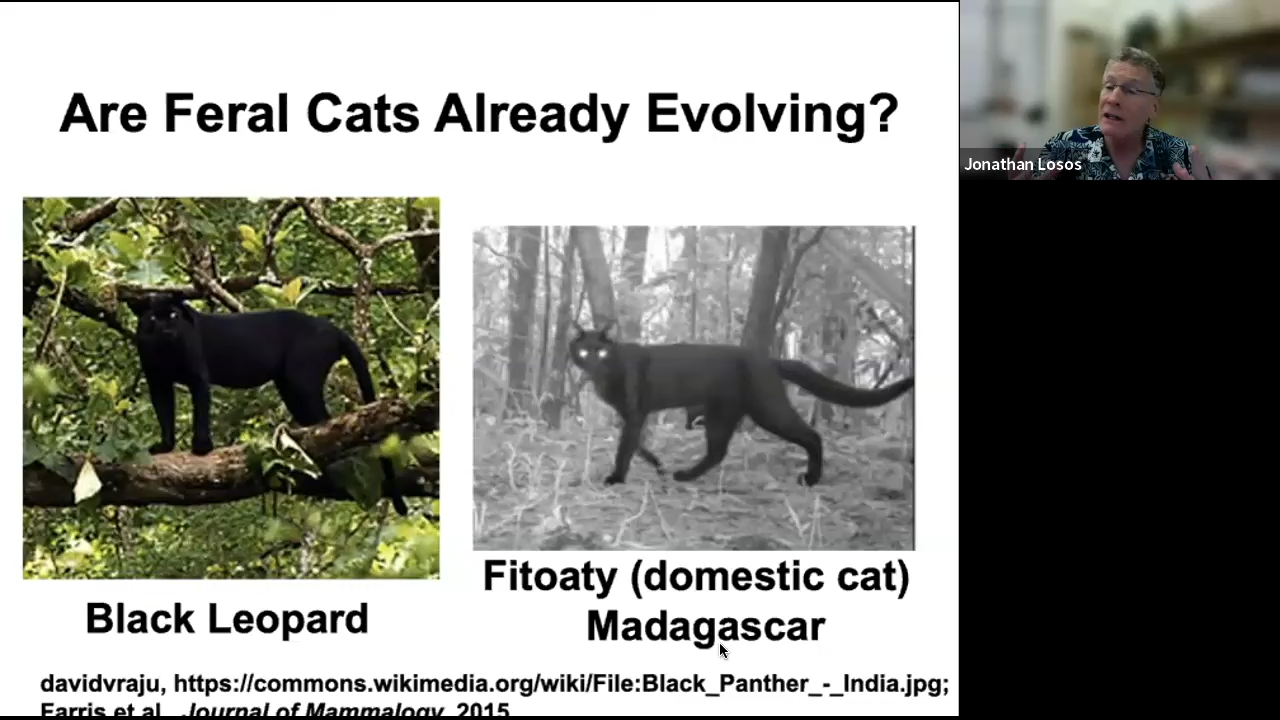 Are Feral Cats Already Evolving?
Jonathan Losos
Black Leopard
Fitoaty (domestic cat)
Madagascar
davidvraju, https://commons.wikimedia.org/wiki/File:Black_Panther_-_India.jpg;
Farris et al., Journal of Mammalogy, 2015